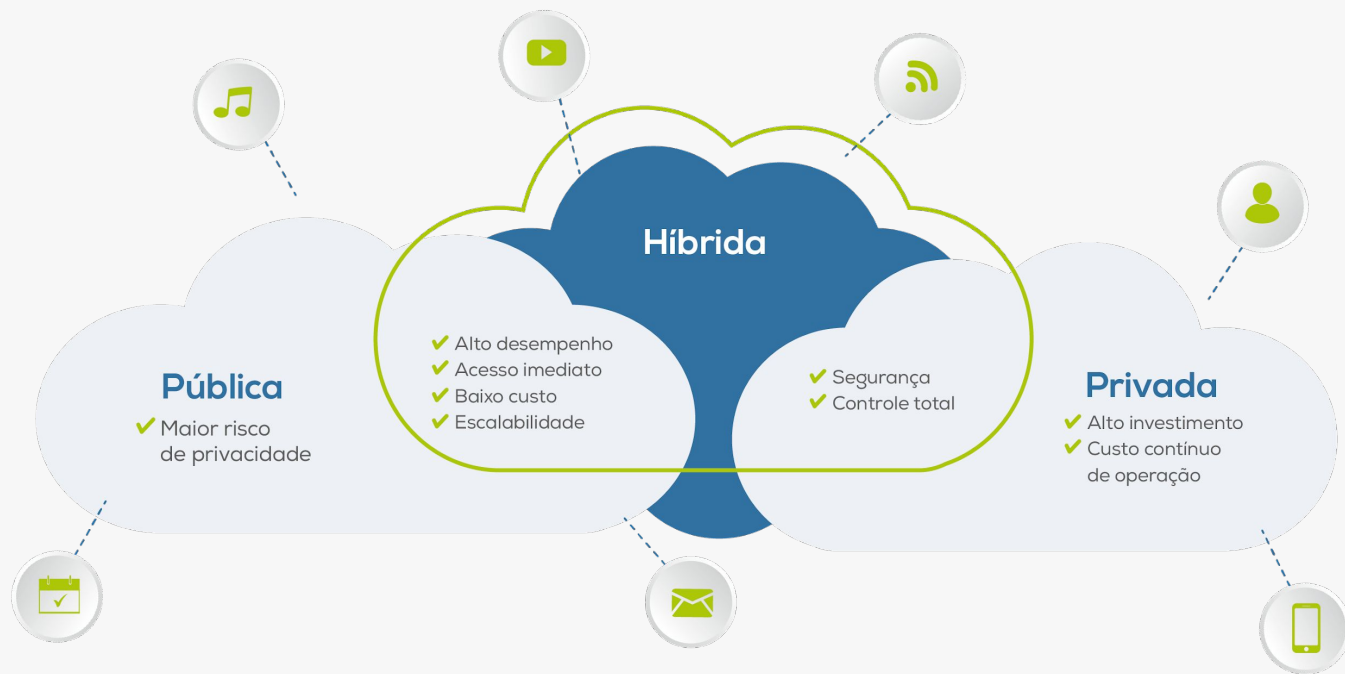 Híbrida
Pública
Maior risco
de privacidade
Alto desempenho
Acesso imediato
Baixo custo
Escalabilidade
Segurança
Controle total
Privada
Alto investimento
Custo contínuo
de operação